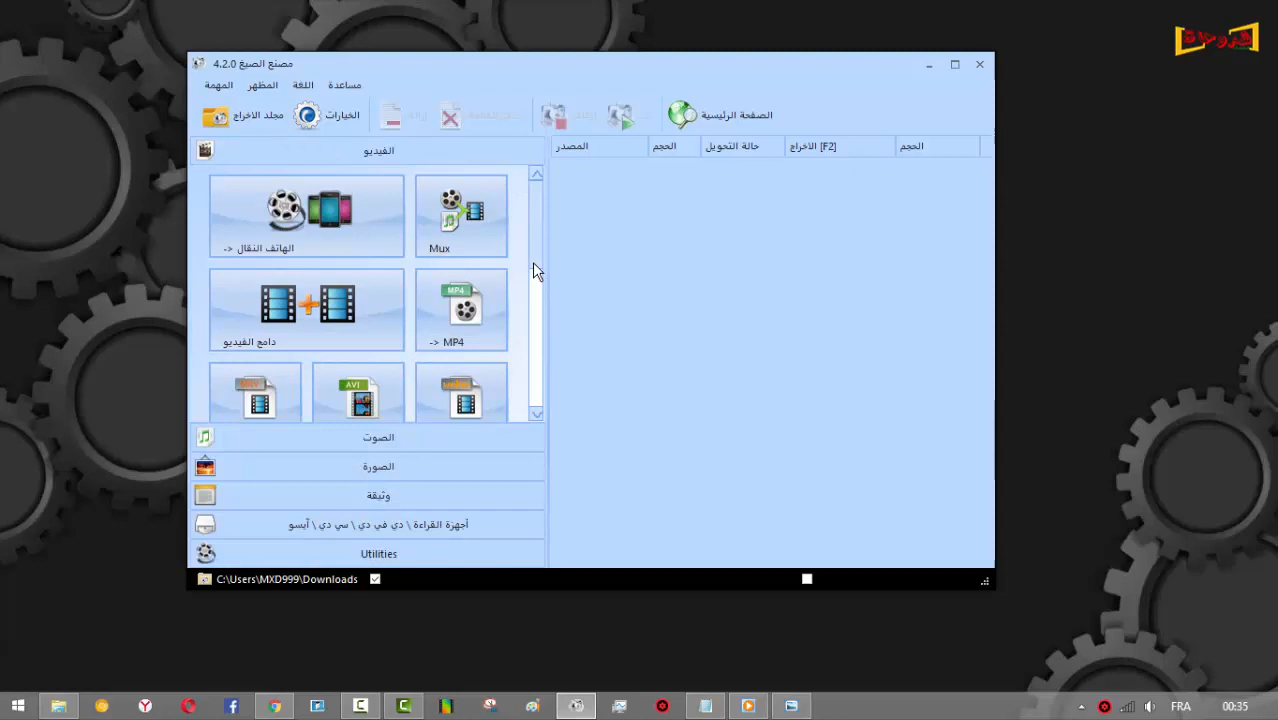 شروحاة
مصنع الصيغ 4.2.0
المهمة المظهر اللغة مساعدة
مجلد الاخراج الخيارات إزالة الصفحة الرئيسية
الفيديو
المصدر الحجم حالة التحويل الاخراج [F2] الحجم
الهاتف النقال <-
Mux
دامج الفيديو
-> MP4
MP4
AVI
الصوت
الصورة
وثيقة
أجهزة القراءة \ دي في دي \ سي دي \ آيسو
Utilities
C:\Users\MXD999\Downloads
FRA 00:35